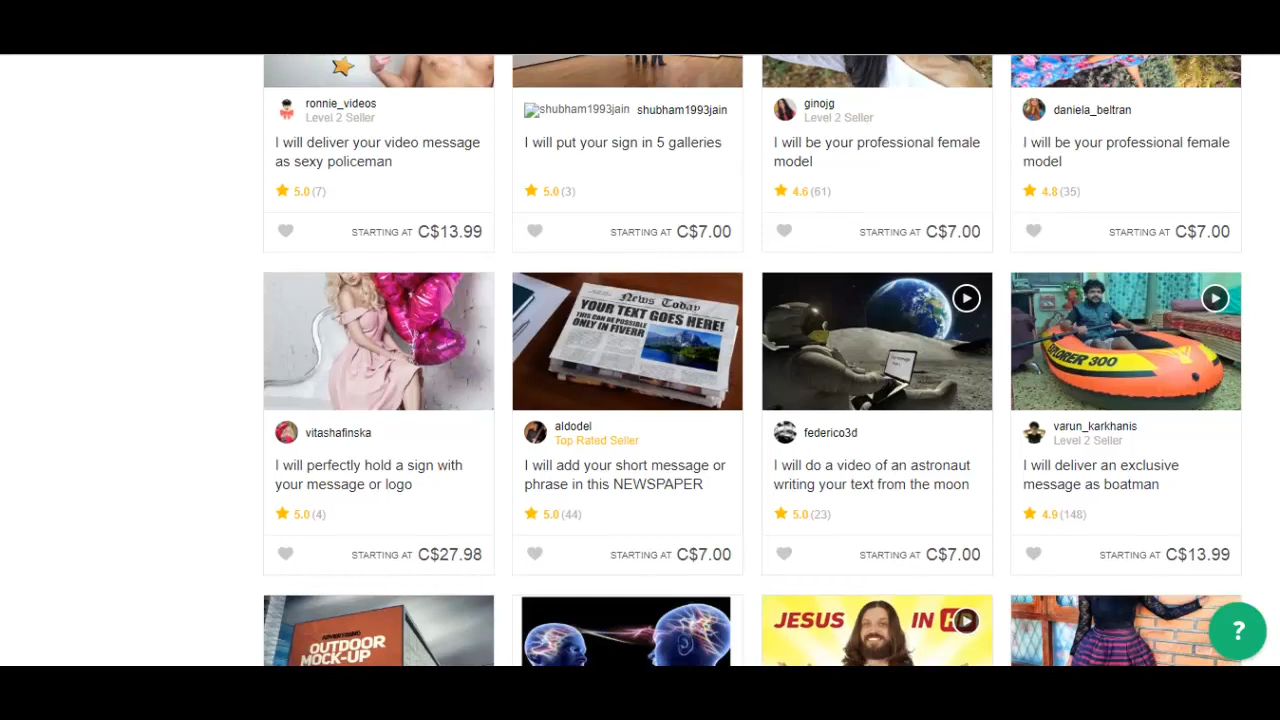 ronnie_videos
Level 2 Seller
I will deliver your video message
as sexy policeman
5.0 (7)
STARTING AT C$13.99
shubham1993jain shubham1993jain
I will put your sign in 5 galleries
5.0 (3)
STARTING AT C$7.00
ginojg
Level 2 Seller
I will be your professional female
model
4.6 (61)
STARTING AT C$7.00
daniela_beltran
I will be your professional female
model
4.8 (35)
STARTING AT C$7.00
vitashafinska
I will perfectly hold a sign with
your message or logo
5.0 (4)
STARTING AT C$27.98
News Today
YOUR TEXT GOES HERE!
THIS CAN BE POSSIBLE
ONLY IN FIVERR
aldodel
Top Rated Seller
I will add your short message or
phrase in this NEWSPAPER
5.0 (44)
STARTING AT C$7.00
federico3d
I will do a video of an astronaut
writing your text from the moon
5.0 (23)
STARTING AT C$7.00
EXPLORER 300
varun_karkhanis
Level 2 Seller
I will deliver an exclusive
message as boatman
4.9 (148)
STARTING AT C$13.99
OUTDOOR
MOCK-UP
JESUS IN H
?